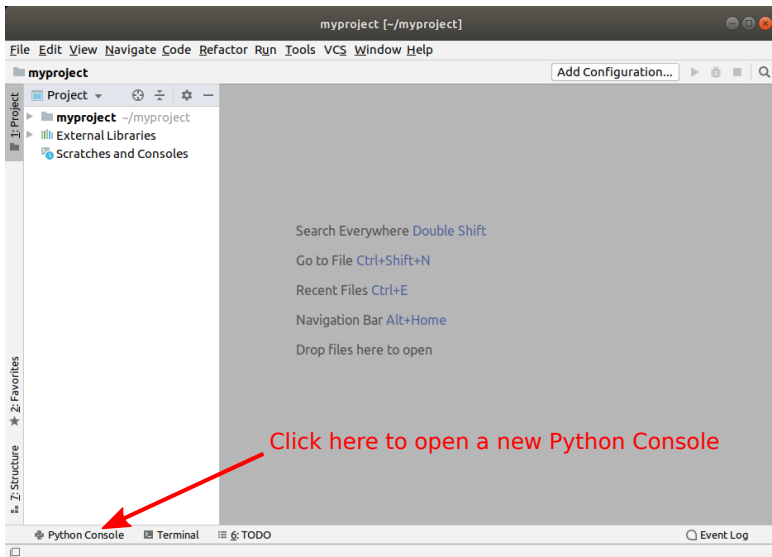 myproject [~/myproject]
File Edit View Navigate Code Refactor Run Tools VCS Window Help
myproject
Add Configuration...
1: Project
Project
myproject ~/myproject
External Libraries
Scratches and Consoles
Search Everywhere Double Shift
Go to File Ctrl+Shift+N
Recent Files Ctrl+E
Navigation Bar Alt+Home
Drop files here to open
2: Favorites
7: Structure
Click here to open a new Python Console
Python Console Terminal 6: TODO Event Log